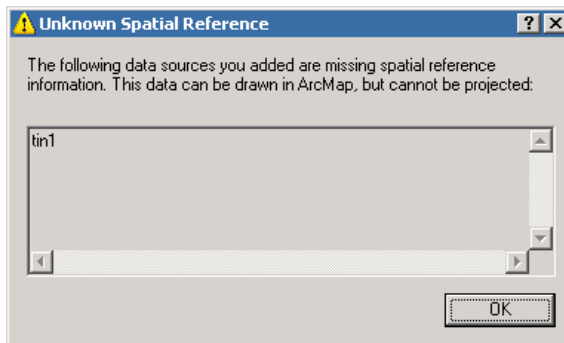 Unknown Spatial Reference
The following data sources you added are missing spatial reference
information. This data can be drawn in ArcMap, but cannot be projected:
tin1
OK